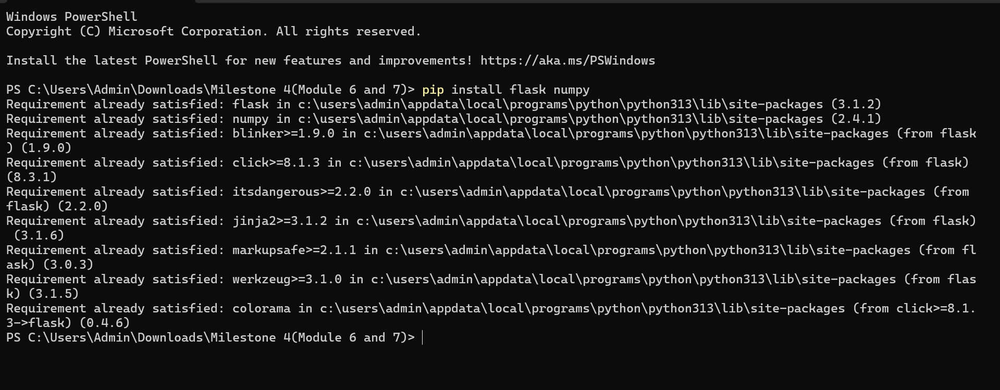 Windows PowerShell
Copyright (C) Microsoft Corporation. All rights reserved.
Install the latest PowerShell for new features and improvements! https://aka.ms/PSWindows
PS C:\Users\Admin\Downloads\Milestone 4(Module 6 and 7)> pip install flask numpy
Requirement already satisfied: flask in c:\users\admin\appdata\local\programs\python\python313\lib\site-packages (3.1.2)
Requirement already satisfied: numpy in c:\users\admin\appdata\local\programs\python\python313\lib\site-packages (2.4.1)
Requirement already satisfied: blinker>=1.9.0 in c:\users\admin\appdata\local\programs\python\python313\lib\site-packages (from flask
) (1.9.0)
Requirement already satisfied: click>=8.1.3 in c:\users\admin\appdata\local\programs\python\python313\lib\site-packages (from flask)
(8.3.1)
Requirement already satisfied: itsdangerous>=2.2.0 in c:\users\admin\appdata\local\programs\python\python313\lib\site-packages (from
flask) (2.2.0)
Requirement already satisfied: jinja2>=3.1.2 in c:\users\admin\appdata\local\programs\python\python313\lib\site-packages (from flask)
 (3.1.6)
Requirement already satisfied: markupsafe>=2.1.1 in c:\users\admin\appdata\local\programs\python\python313\lib\site-packages (from fl
ask) (3.0.3)
Requirement already satisfied: werkzeug>=3.1.0 in c:\users\admin\appdata\local\programs\python\python313\lib\site-packages (from flas
k) (3.1.5)
Requirement already satisfied: colorama in c:\users\admin\appdata\local\programs\python\python313\lib\site-packages (from click>=8.1.
3->flask) (0.4.6)
PS C:\Users\Admin\Downloads\Milestone 4(Module 6 and 7)>